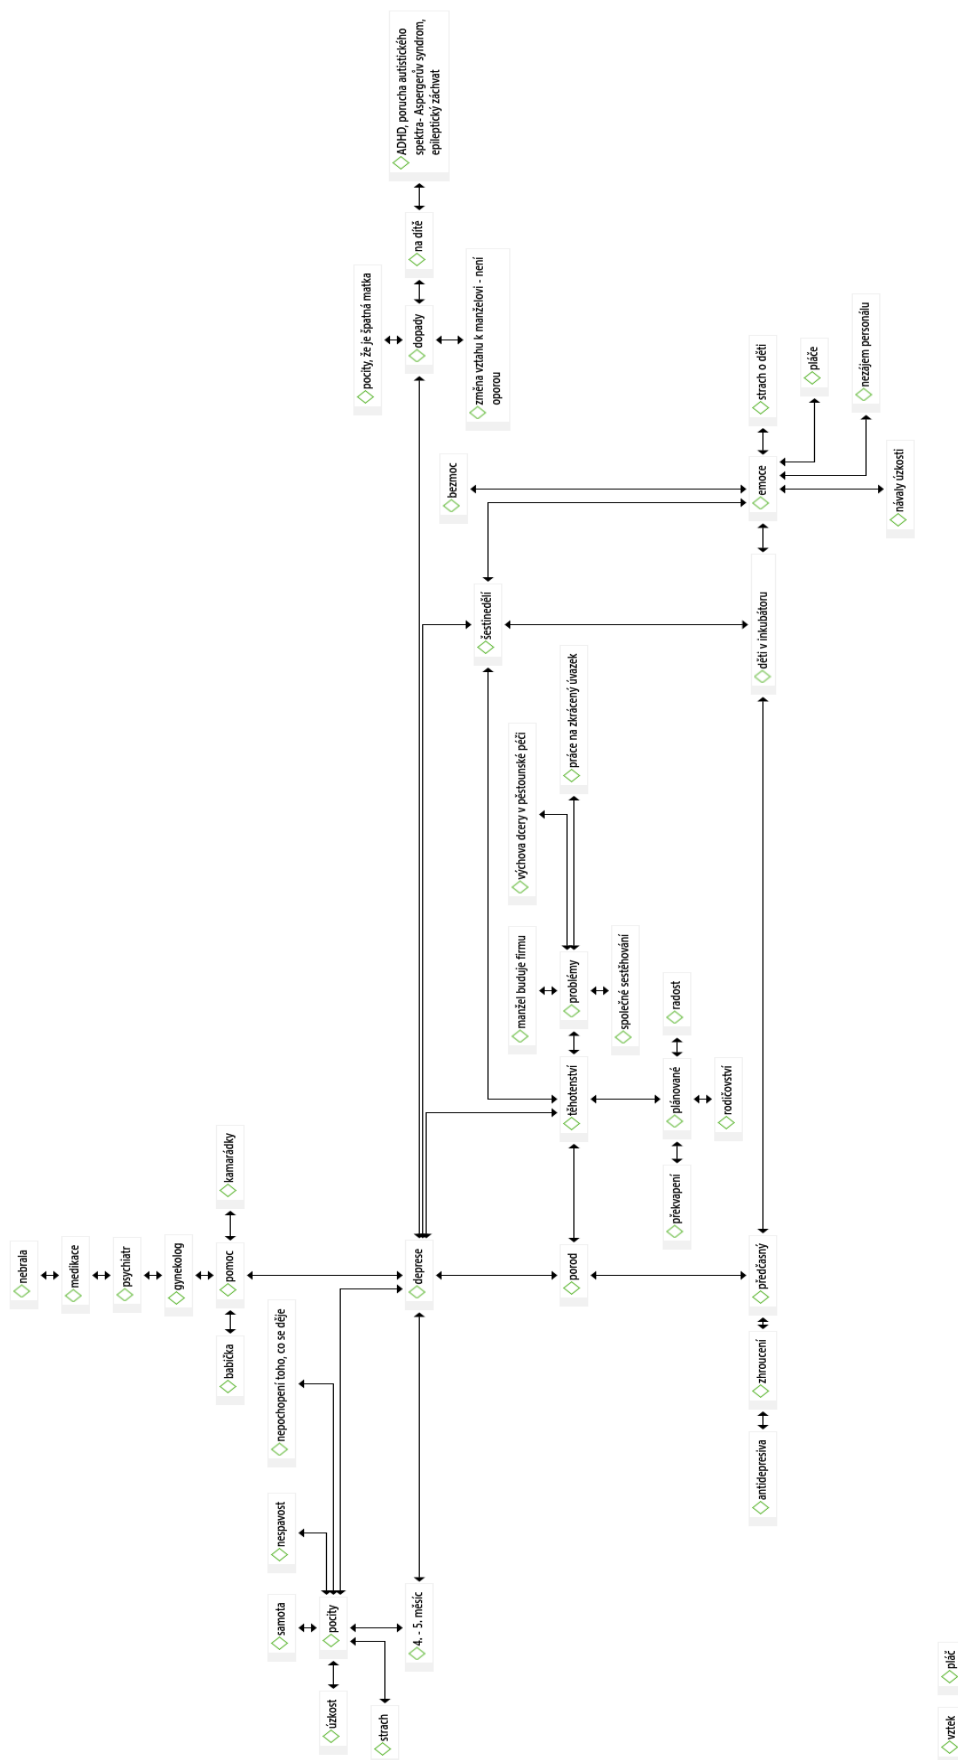 ADHD, porucha autistického
spektra- Aspergerův syndrom,
epileptický záchvat
na dítě
pocity, že je špatná matka
dopady
změna vztahu k manželovi - není
oporou
strach o děti
pláče
nezájem personálu
bezmoc
emoce
návaly úzkosti
šestinedělí
děti v inkubátoru
práce na zkrácený úvazek
výchova dcery v pěstounské péči
manžel buduje firmu
problémy
společné sestěhování
radost
těhotenství
plánované
rodičovství
překvapení
kamarádky
nebrala
medikace
psychiatr
gynekolog
pomoc
babička
deprese
porod
předčasný
nepochopení toho, co se děje
zhroucení
antidepresiva
nespavost
samota
pocity
4. - 5. měsíc
úzkost
strach
pláč
vztek